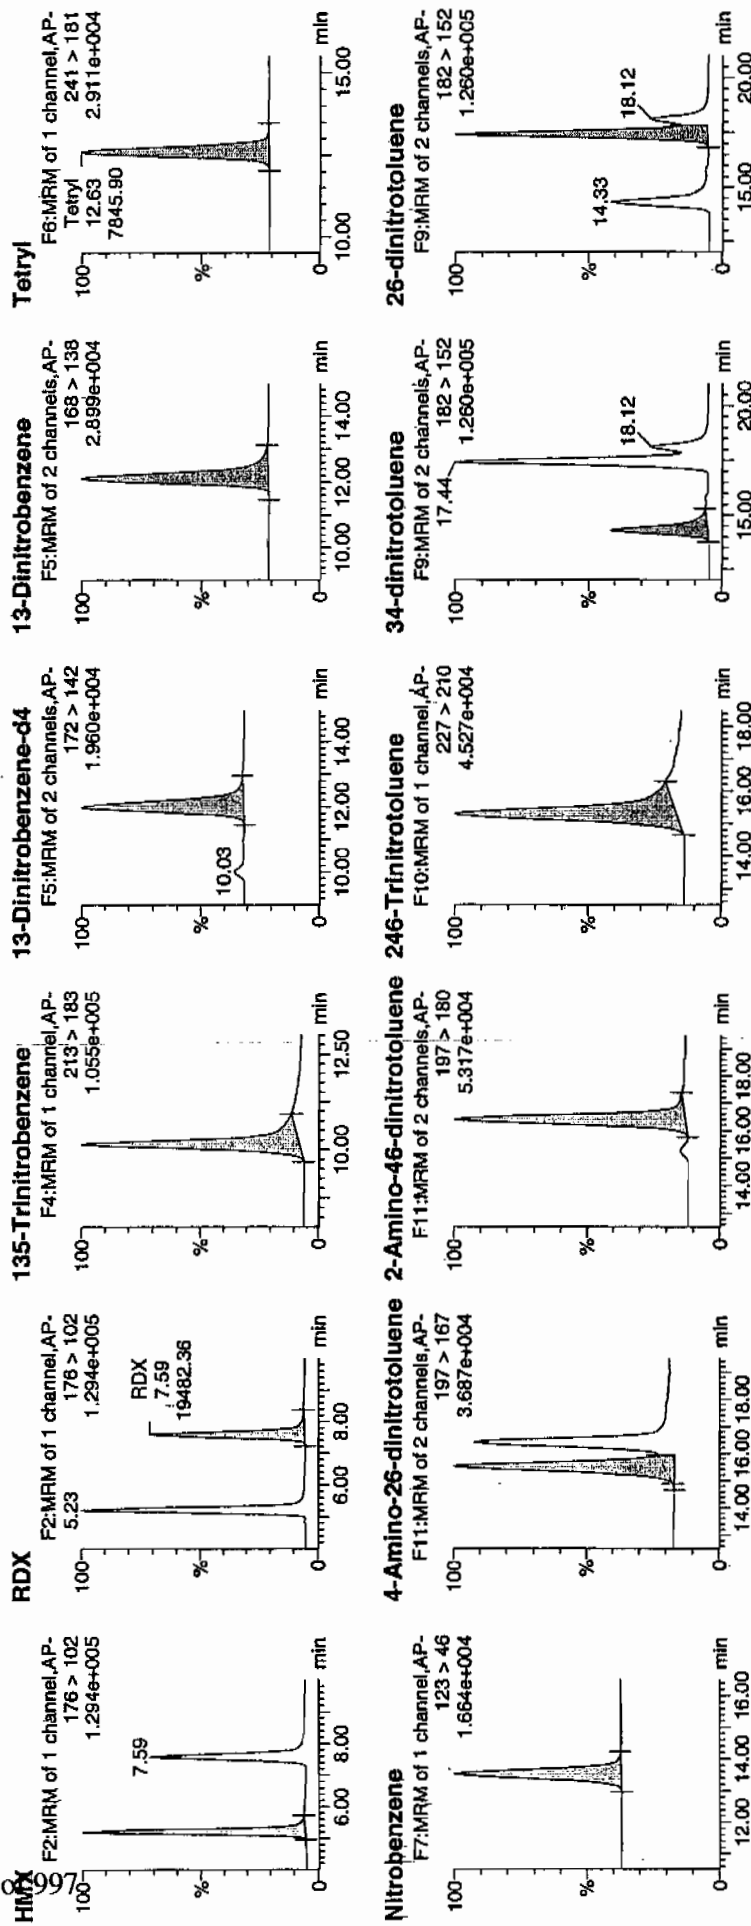 HMX
F2:MRM of 1 channel,AP-
176 > 102
1.294e+005
100
7.59
%
0
6.00 8.00 min
RDX
F2:MRM of 1 channel,AP-
176 > 102
1.294e+005
100
5.23
RDX
7.59
19482.36
%
0
6.00 8.00 min
135-Trinitrobenzene
F4:MRM of 1 channel,AP-
213 > 183
1.055e+005
100
%
0
10.00 12.50 min
13-Dinitrobenzene-d4
F5:MRM of 2 channels,AP-
172 > 142
1.960e+004
100
10.03
%
0
10.00 12.00 14.00 min
13-Dinitrobenzene
F5:MRM of 2 channels,AP-
168 > 138
2.899e+004
100
%
0
10.00 12.00 14.00 min
Tetryl
F6:MRM of 1 channel,AP-
241 > 181
2.911e+004
100
Tetryl
12.63
7845.90
%
0
10.00 15.00 min
Nitrobenzene
F7:MRM of 1 channel,AP-
123 > 46
1.664e+004
100
%
0
12.00 14.00 16.00 min
4-Amino-26-dinitrotoluene
F11:MRM of 2 channels,AP-
197 > 167
3.687e+004
100
%
0
14.00 16.00 18.00 min
2-Amino-46-dinitrotoluene
F11:MRM of 2 channels,AP-
197 > 180
5.317e+004
100
%
0
14.00 16.00 18.00 min
246-Trinitrotoluene
F10:MRM of 1 channel,AP-
227 > 210
4.527e+004
100
%
0
14.00 16.00 18.00 min
34-dinitrotoluene
F9:MRM of 2 channels,AP-
182 > 152
1.260e+005
100
17.44
18.12
%
0
15.00 20.00 min
26-dinitrotoluene
F9:MRM of 2 channels,AP-
182 > 152
1.260e+005
100
14.33
18.12
%
0
15.00 20.00 min
997